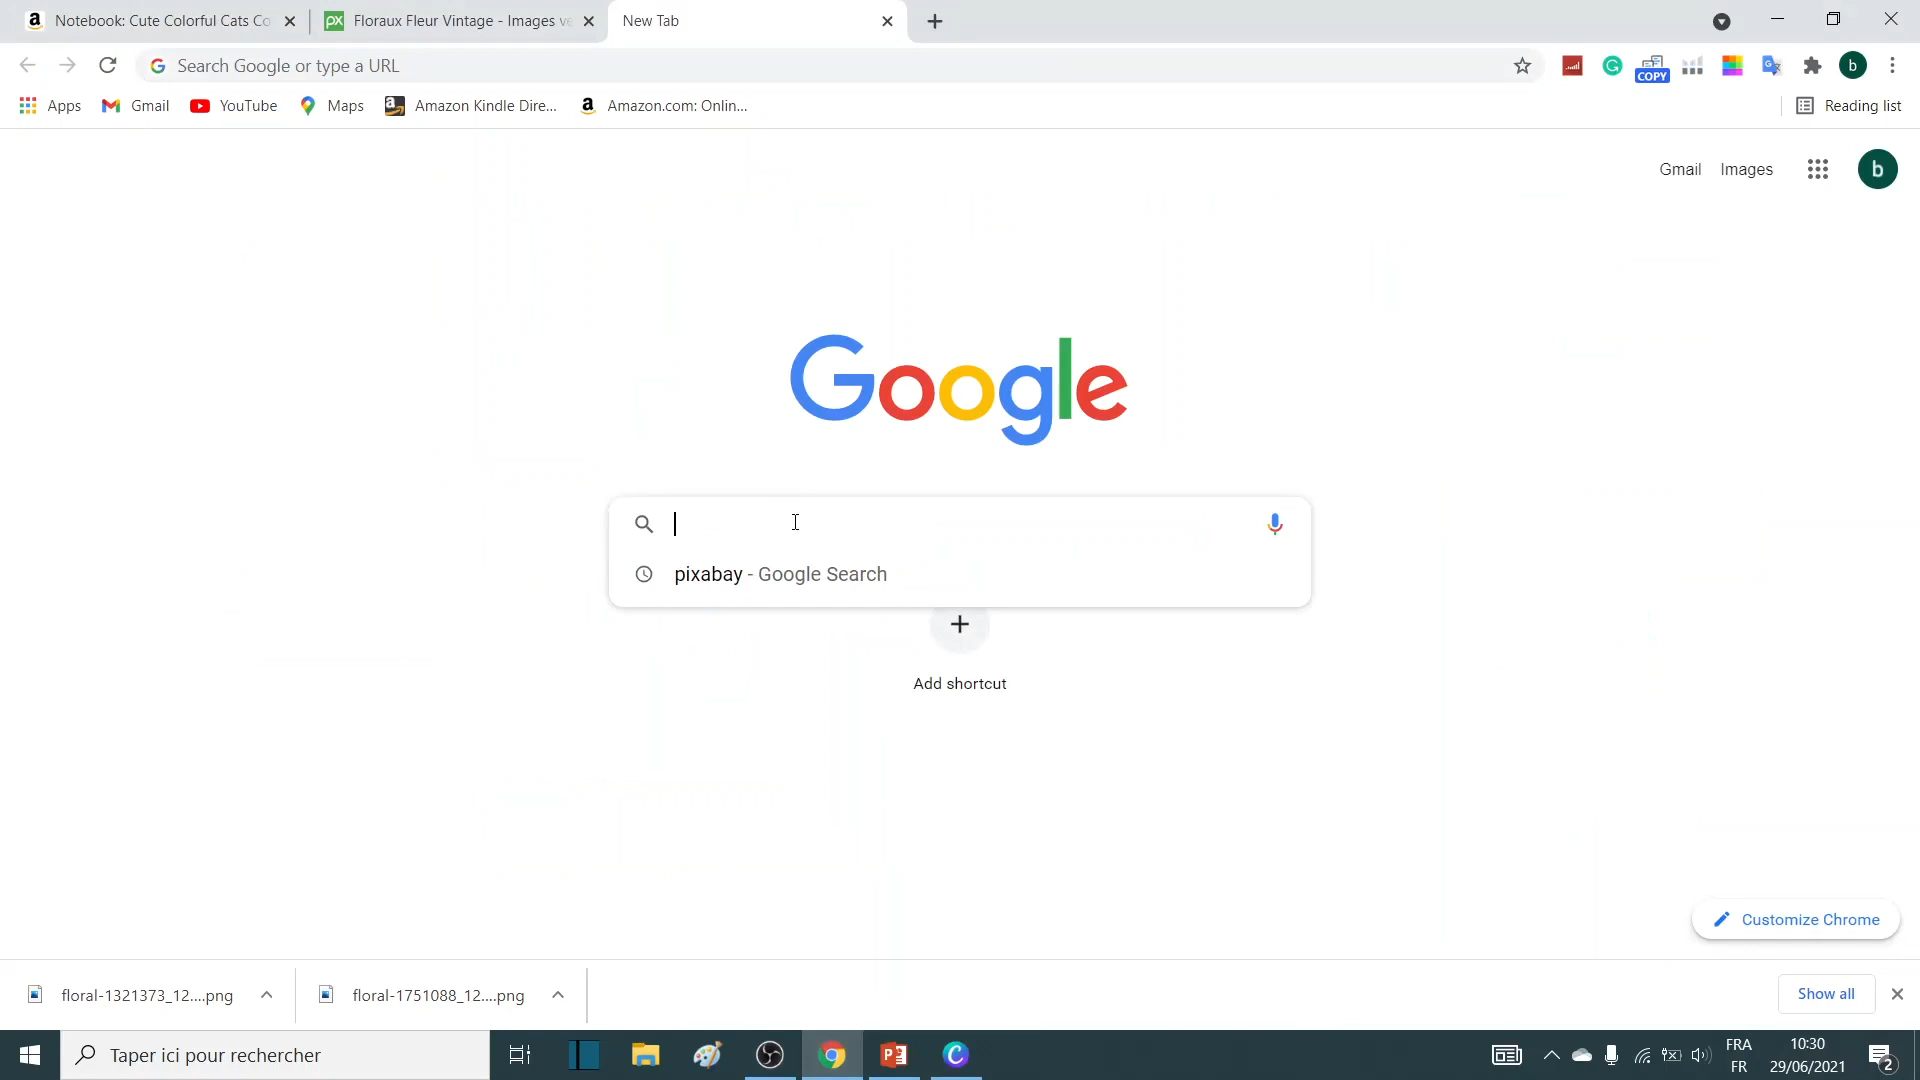 Notebook: Cute Colorful Cats Co
Floraux Fleur Vintage - Images ve
New Tab
Search Google or type a URL
COPY
b
Apps
Gmail
YouTube
Maps
Amazon Kindle Dire...
Amazon.com: Onlin...
Reading list
Gmail
Images
b
Google
pixabay - Google Search
Add shortcut
Customize Chrome
floral-1321373_12....png
floral-1751088_12....png
Show all
Taper ici pour rechercher
FRA
FR
10:30
29/06/2021
2